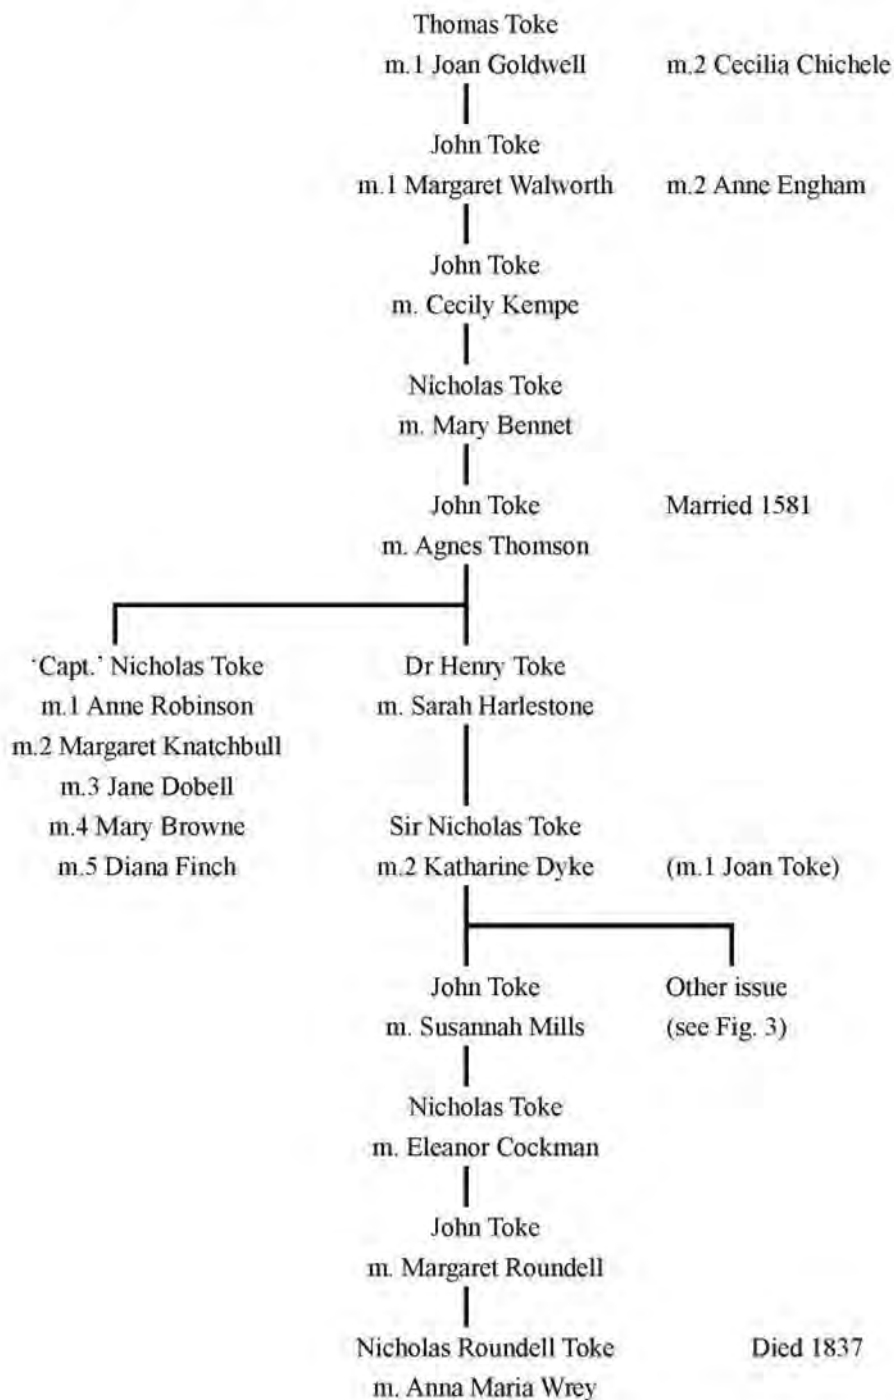 Thomas Toke
m.1 Joan Goldwell m.2 Cecilia Chichele
John Toke
m.1 Margaret Walworth m.2 Anne Engham
John Toke
m. Cecily Kempe
Nicholas Toke
m. Mary Bennet
John Toke Married 1581
m. Agnes Thomson
'Capt.' Nicholas Toke Dr Henry Toke
m.1 Anne Robinson m. Sarah Harlestone
m.2 Margaret Knatchbull
m.3 Jane Dobell
m.4 Mary Browne Sir Nicholas Toke
m.5 Diana Finch m.2 Katharine Dyke (m.1 Joan Toke)
John Toke Other issue
m. Susannah Mills (see Fig. 3)
Nicholas Toke
m. Eleanor Cockman
John Toke
m. Margaret Roundell
Nicholas Roundell Toke Died 1837
m. Anna Maria Wrey